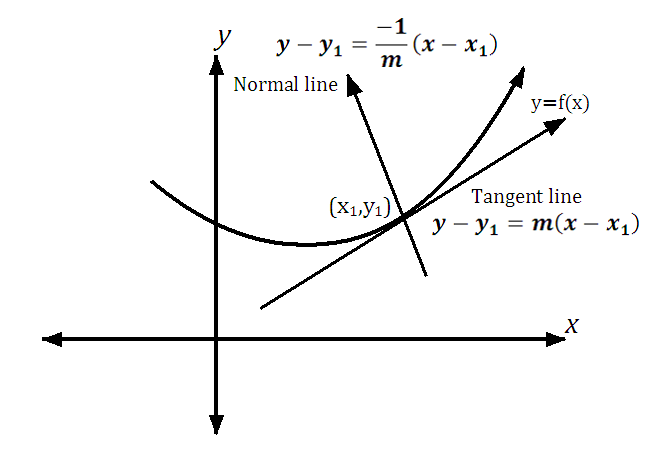 y
y − y₁ = −1/m (x − x₁)
Normal line
y=f(x)
(x₁,y₁)
Tangent line
y − y₁ = m(x − x₁)
x